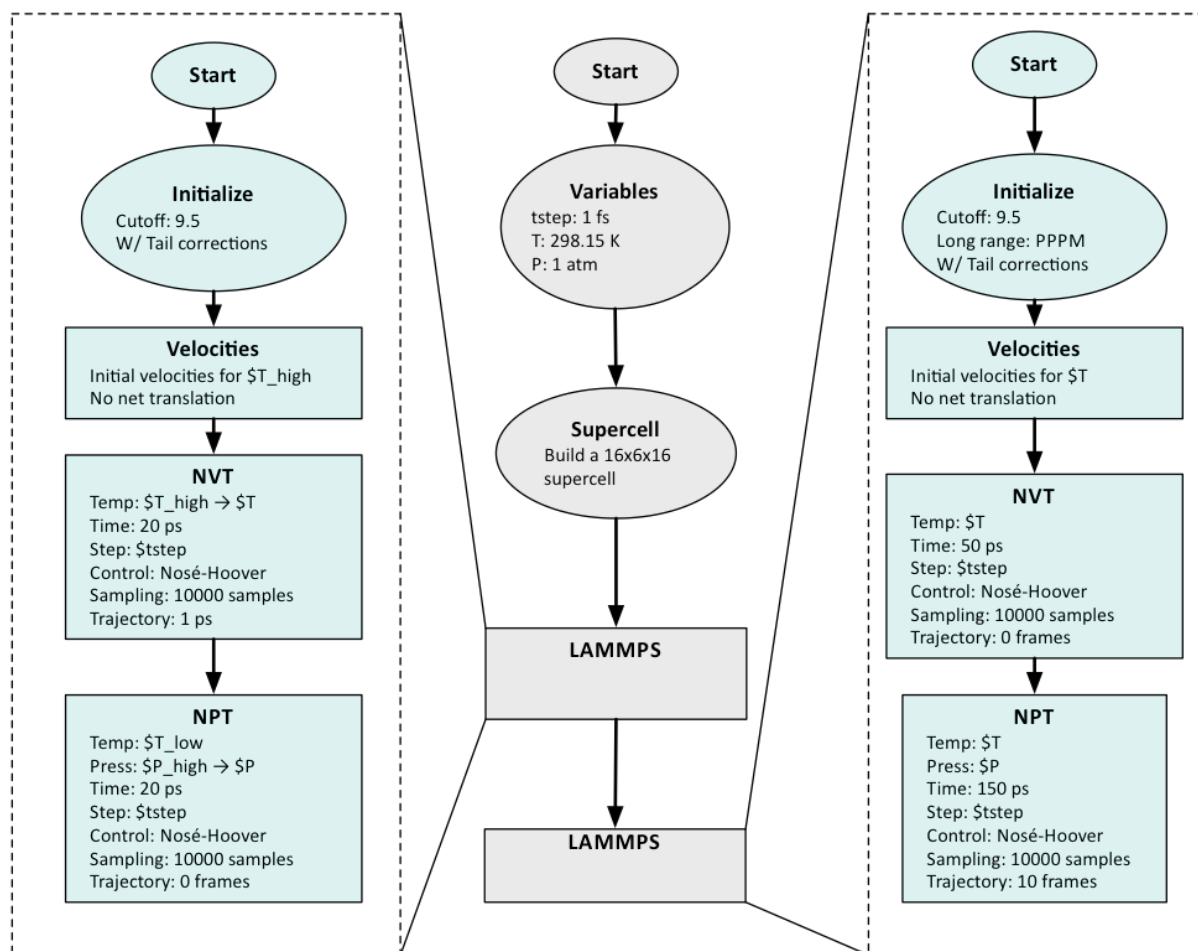 Start
Initialize
Cutoff: 9.5
W/ Tail corrections
Velocities
Initial velocities for $T_high
No net translation
NVT
Temp: $T_high → $T
Time: 20 ps
Step: $tstep
Control: Nosé-Hoover
Sampling: 10000 samples
Trajectory: 1 ps
NPT
Temp: $T_low
Press: $P_high → $P
Time: 20 ps
Step: $tstep
Control: Nosé-Hoover
Sampling: 10000 samples
Trajectory: 0 frames
Start
Variables
tstep: 1 fs
T: 298.15 K
P: 1 atm
Supercell
Build a 16x6x16
supercell
LAMMPS
LAMMPS
Start
Initialize
Cutoff: 9.5
Long range: PPPM
W/ Tail corrections
Velocities
Initial velocities for $T
No net translation
NVT
Temp: $T
Time: 50 ps
Step: $tstep
Control: Nosé-Hoover
Sampling: 10000 samples
Trajectory: 0 frames
NPT
Temp: $T
Press: $P
Time: 150 ps
Step: $tstep
Control: Nosé-Hoover
Sampling: 10000 samples
Trajectory: 10 frames